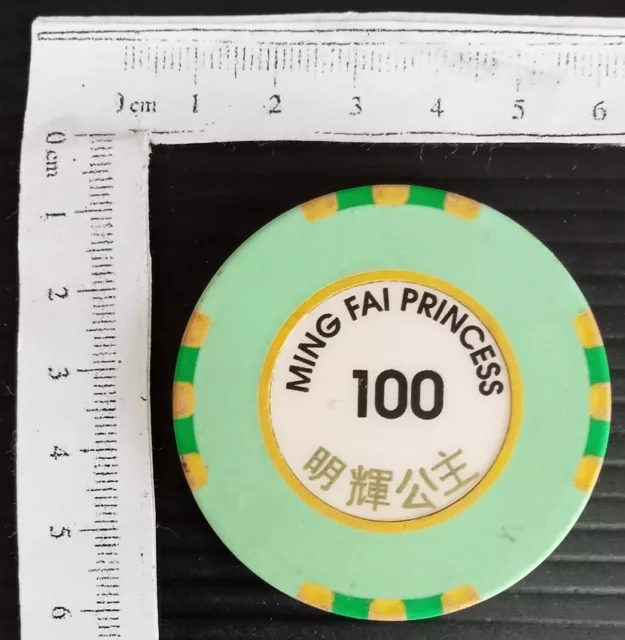 0 cm 1 2 3 4 5 6
0 cm 1 2 3 4 5 6
MING FAI PRINCESS
100
明輝公主